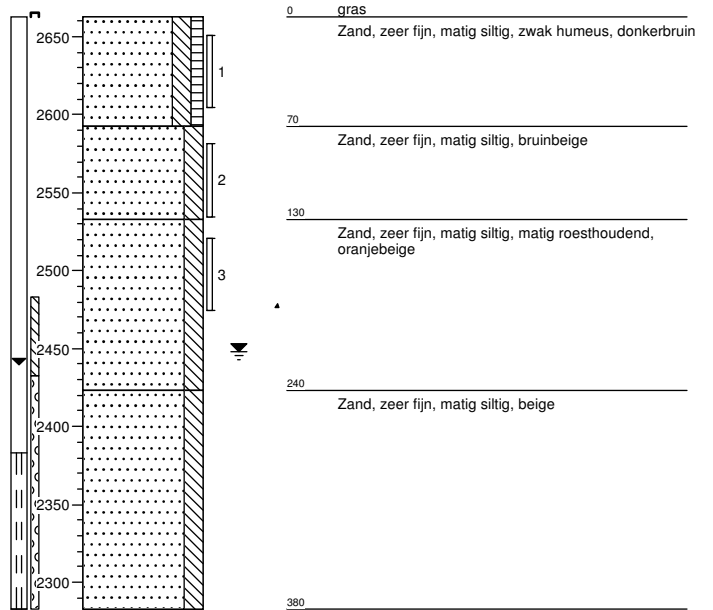 0 gras
Zand, zeer fijn, matig siltig, zwak humeus, donkerbruin
2650
1
2600
70
Zand, zeer fijn, matig siltig, bruinbeige
2
2550
130
Zand, zeer fijn, matig siltig, matig roesthoudend,
oranjebeige
2500
3
2450
240
Zand, zeer fijn, matig siltig, beige
2400
2350
2300
380